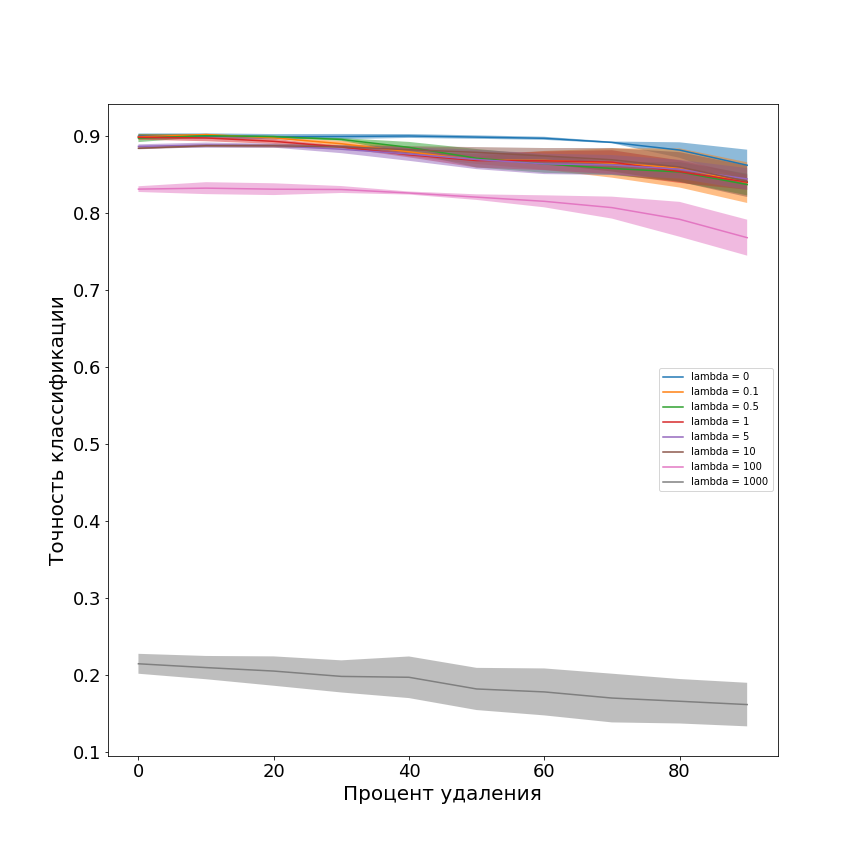 0.9
0.8
0.7
0.6
0.5
0.4
0.3
0.2
0.1
Точность классификации
lambda = 0
lambda = 0.1
lambda = 0.5
lambda = 1
lambda = 5
lambda = 10
lambda = 100
lambda = 1000
0 20 40 60 80
Процент удаления